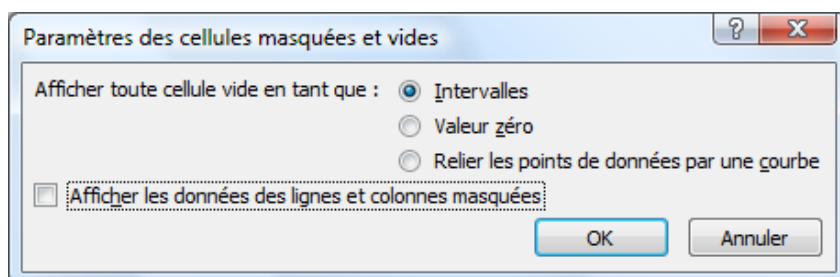 Paramètres des cellules masquées et vides
Afficher toute cellule vide en tant que : Intervalles
Valeur zéro
Relier les points de données par une courbe
Afficher les données des lignes et colonnes masquées
OK Annuler